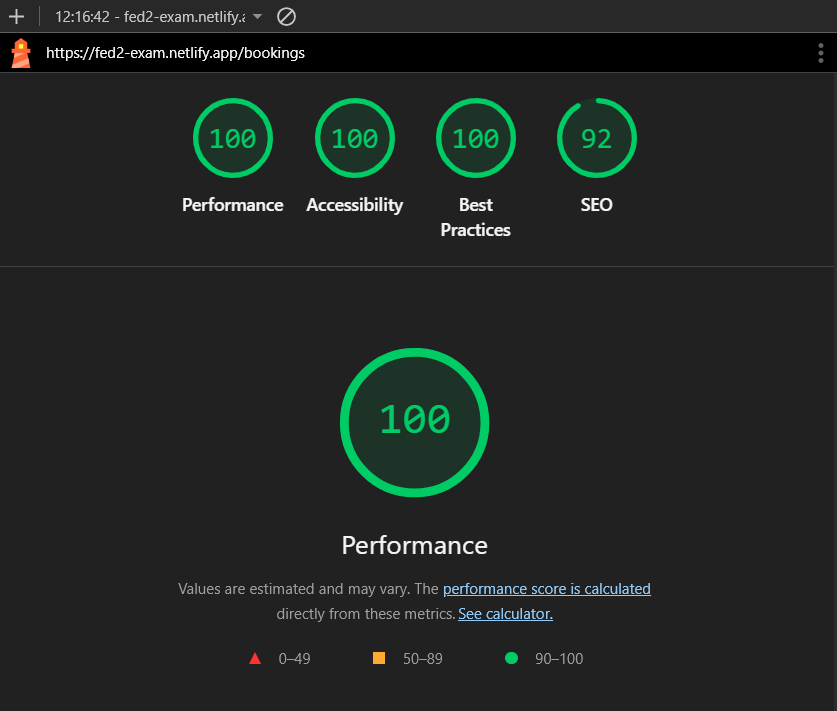 12:16:42 - fed2-exam.netlify.a
https://fed2-exam.netlify.app/bookings
100 100 100 92
Performance Accessibility Best Practices SEO
100
Performance
Values are estimated and may vary. The performance score is calculated
directly from these metrics. See calculator.
0–49 50–89 90–100